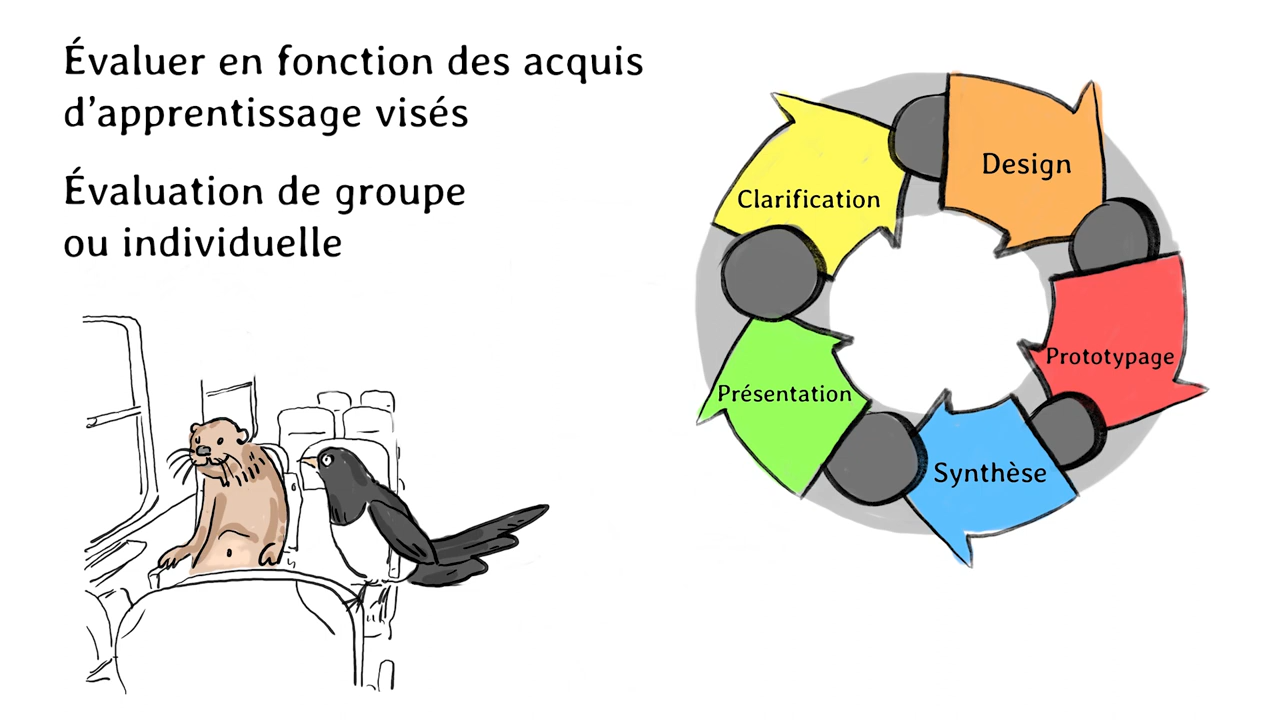 Évaluer en fonction des acquis
d’apprentissage visés
Évaluation de groupe
ou individuelle
Clarification
Design
Prototypage
Synthèse
Présentation